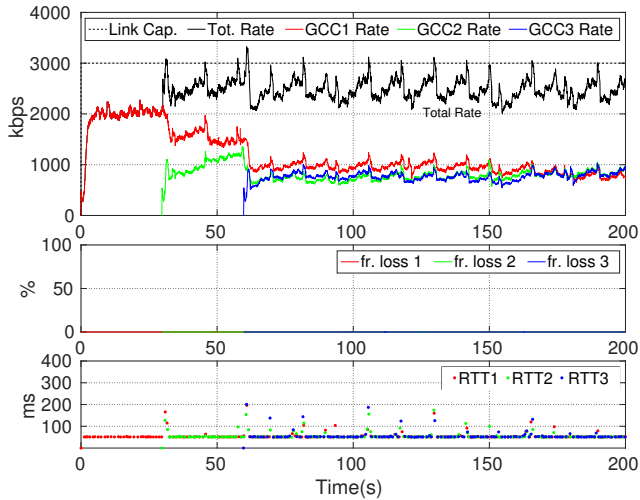 4000
Link Cap. Tot. Rate GCC1 Rate GCC2 Rate GCC3 Rate
3000
2000
1000
0
kbps
Total Rate
0 50 100 150 200
100
50
0
%
fr. loss 1 fr. loss 2 fr. loss 3
0 50 100 150 200
400
300
200
100
ms
RTT1 RTT2 RTT3
0 50 100 150 200
Time(s)